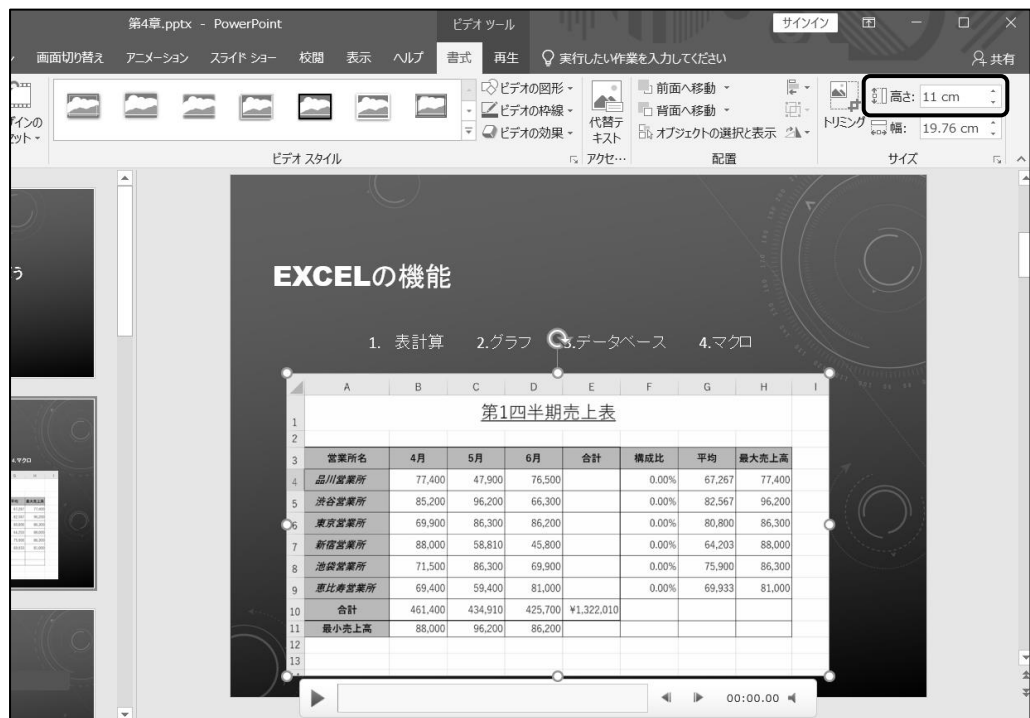 第4章.pptx - PowerPoint ビデオ ツール サインイン
画面切り替え アニメーション スライド ショー 校閲 表示 ヘルプ 書式 再生 実行したい作業を入力してください 共有
ビデオの図形 前面へ移動 高さ: 11 cm
ビデオの枠線 背面へ移動
ビデオの効果 代替テキスト オブジェクトの選択と表示 トリミング 幅: 19.76 cm
ビデオ スタイル アクセ… 配置 サイズ
EXCELの機能
1. 表計算 2.グラフ 3.データベース 4.マクロ
A B C D E F G H I
1 第1四半期売上表
2
3 営業所名 4月 5月 6月 合計 構成比 平均 最大売上高
4 品川営業所 77,400 47,900 76,500 0.00% 67,267 77,400
5 渋谷営業所 85,200 96,200 66,300 0.00% 82,567 96,200
6 東京営業所 69,900 86,300 86,200 0.00% 80,800 86,300
7 新宿営業所 88,000 58,810 45,800 0.00% 64,203 88,000
8 池袋営業所 71,500 86,300 69,900 0.00% 75,900 86,300
9 恵比寿営業所 69,400 59,400 81,000 0.00% 69,933 81,000
10 合計 461,400 434,910 425,700 ¥1,322,010
11 最小売上高 88,000 96,200 86,200
12
13
00:00.00